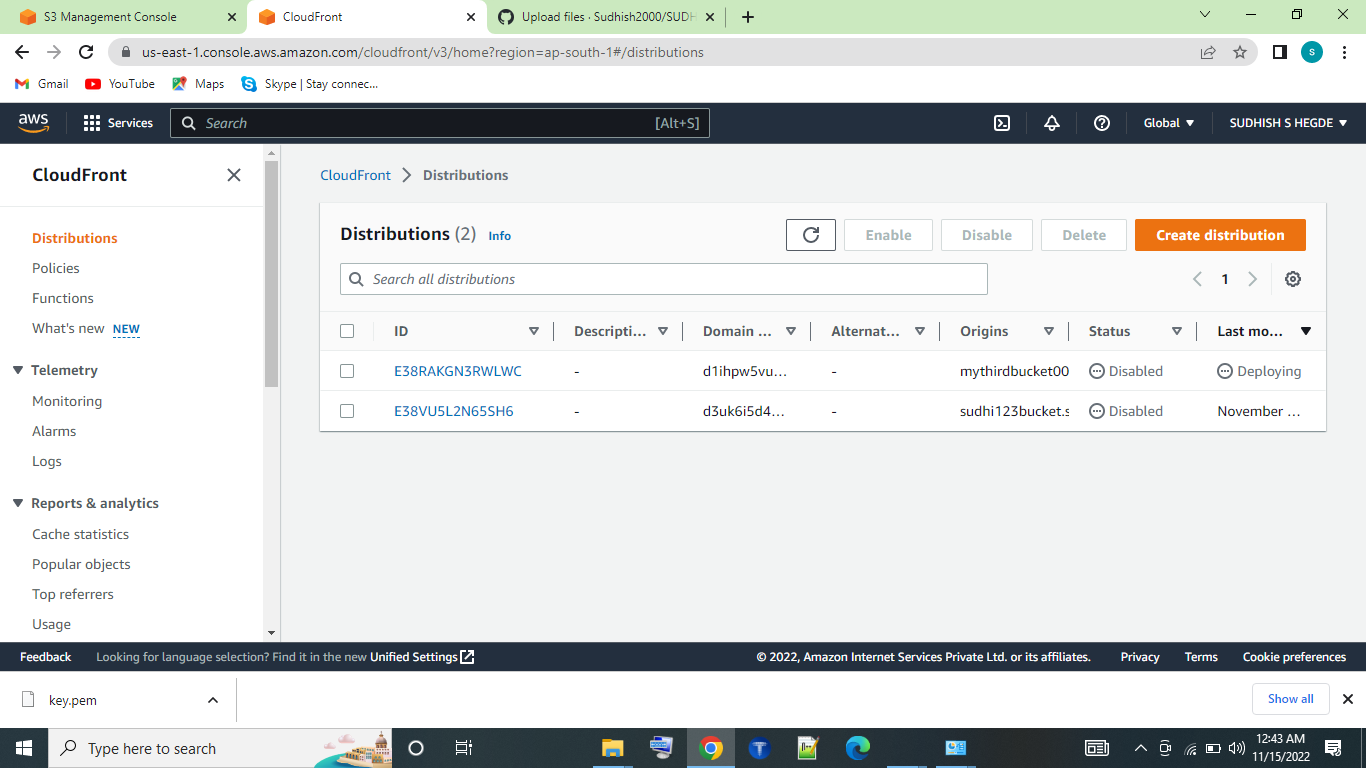 S3 Management Console
CloudFront
Upload files · Sudhish2000/SUDH
us-east-1.console.aws.amazon.com/cloudfront/v3/home?region=ap-south-1#/distributions
S
Gmail
YouTube
Maps
Skype | Stay connec...
aws
Services
Search
[Alt+S]
Global
SUDHISH S HEGDE
CloudFront
Distributions
Policies
Functions
What's new NEW
Telemetry
Monitoring
Alarms
Logs
Reports & analytics
Cache statistics
Popular objects
Top referrers
Usage
CloudFront > Distributions
Distributions (2) Info
Enable
Disable
Delete
Create distribution
Search all distributions
1
ID Descripti... Domain ... Alternat... Origins Status Last mo...
E38RAKGN3RWLWC - d1ihpw5vu... - mythirdbucket00 Disabled Deploying
E38VU5L2N65SH6 - d3uk6i5d4... - sudhi123bucket.s Disabled November ...
Feedback
Looking for language selection? Find it in the new Unified Settings
© 2022, Amazon Internet Services Private Ltd. or its affiliates.
Privacy
Terms
Cookie preferences
key.pem
Show all
Type here to search
12:43 AM
11/15/2022